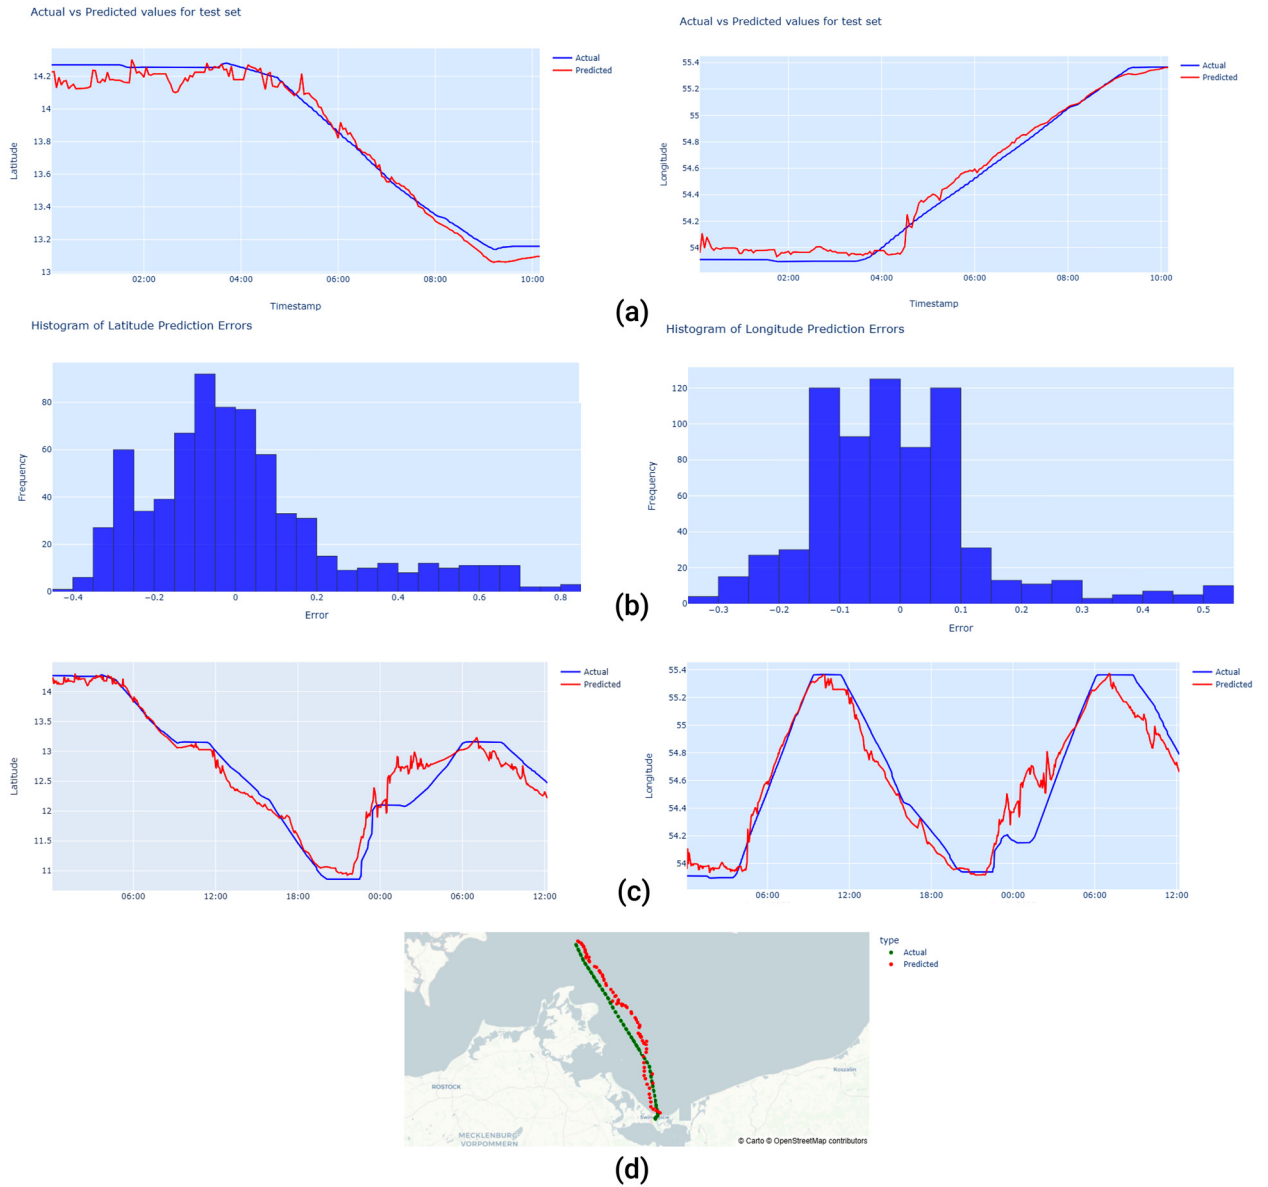 Actual vs Predicted values for test set
Actual vs Predicted values for test set
Actual
Predicted
Latitude
14.2
14
13.8
13.6
13.4
13.2
13
02:00 04:00 06:00 08:00 10:00
Timestamp
Actual
Predicted
Longitude
55.4
55.2
55
54.8
54.6
54.4
54.2
54
02:00 04:00 06:00 08:00 10:00
Timestamp
(a)
Histogram of Latitude Prediction Errors
Histogram of Longitude Prediction Errors
Frequency
80
60
40
20
0
−0.4 −0.2 0 0.2 0.4 0.6 0.8
Error
Frequency
120
100
80
60
40
20
0
−0.3 −0.2 −0.1 0 0.1 0.2 0.3 0.4 0.5
Error
(b)
Actual
Predicted
Latitude
14
13.5
13
12.5
12
11.5
11
06:00 12:00 18:00 00:00 06:00 12:00
Actual
Predicted
Longitude
55.4
55.2
55
54.8
54.6
54.4
54.2
54
06:00 12:00 18:00 00:00 06:00 12:00
(c)
type
Actual
Predicted
ROSTOCK
Koszalin
MECKLENBURG
VORPOMMERN
© Carto © OpenStreetMap contributors
(d)